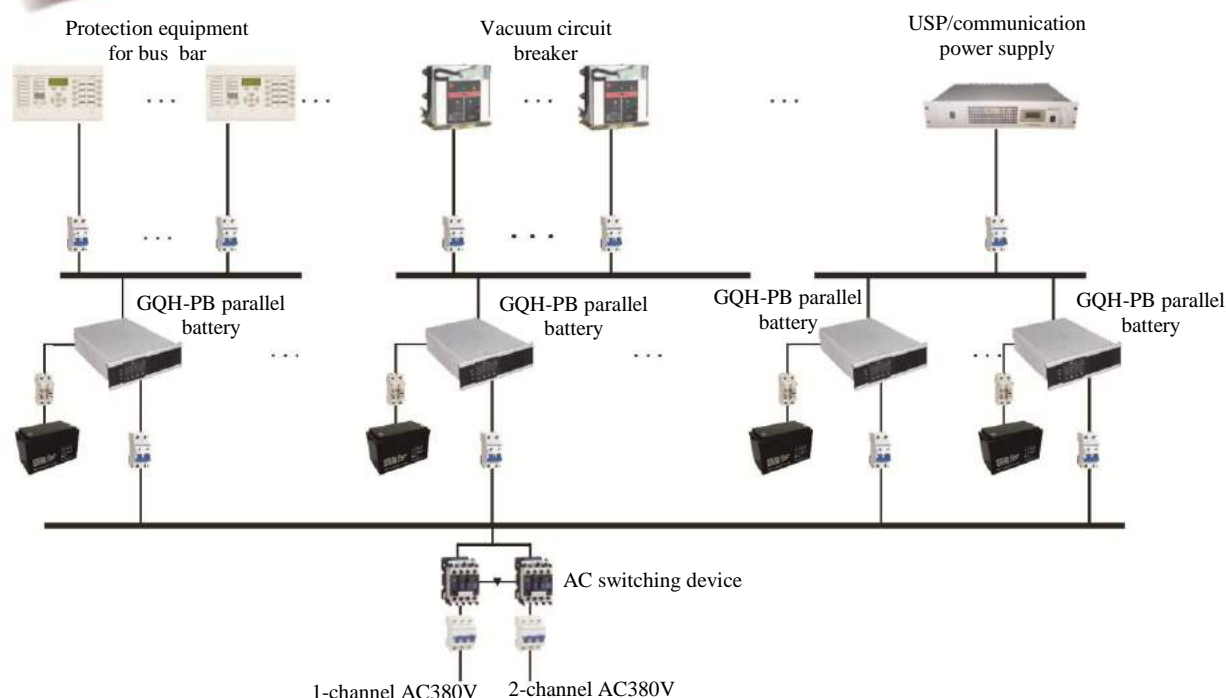 Protection equipment
for bus bar
Vacuum circuit
breaker
USP/communication
power supply
GQH-PB parallel
battery
GQH-PB parallel
battery
GQH-PB parallel
battery
GQH-PB parallel
battery
AC switching device
1-channel AC380V
2-channel AC380V